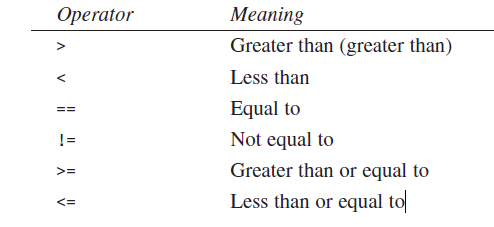 Operator Meaning
> Greater than (greater than)
< Less than
== Equal to
!= Not equal to
>= Greater than or equal to
<= Less than or equal to